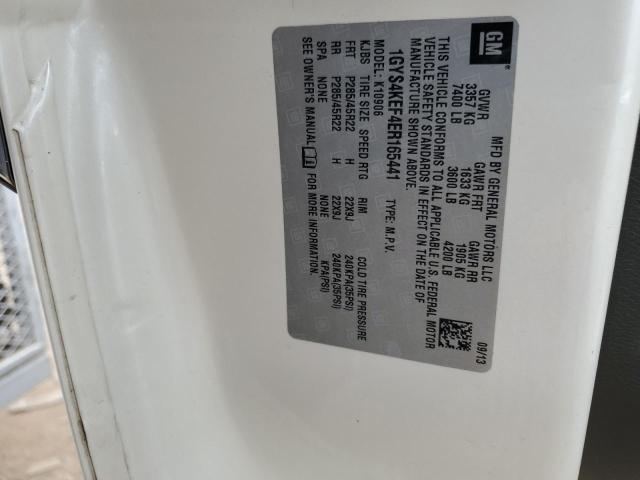 GM
MFD BY GENERAL MOTORS LLC
09/13
GVWR GAWR FRT GAWR RR
3357 KG 1633 KG 1905 KG
7400 LB 3600 LB 4200 LB
THIS VEHICLE CONFORMS TO ALL APPLICABLE U.S. FEDERAL MOTOR
VEHICLE SAFETY STANDARDS IN EFFECT ON THE DATE OF
MANUFACTURE SHOWN ABOVE.
1GYS4KEF4ER165441 TYPE: M.P.V.
MODEL: K10906
KJBS TIRE SIZE SPEED RTG RIM COLD TIRE PRESSURE
FRT P285/45R22 H 22X9J 240KPA(35PSI)
RR P285/45R22 H 22X9J 240KPA(35PSI)
SPA NONE NONE KPA(PSI)
SEE OWNER'S MANUAL FOR MORE INFORMATION.